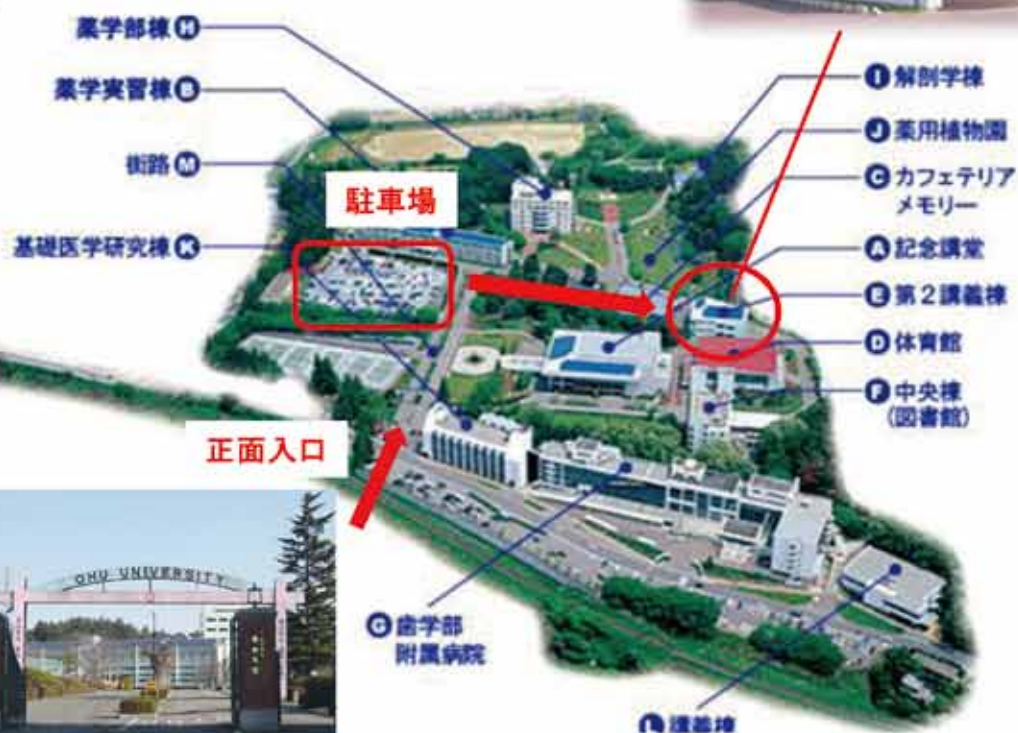 薬学部棟 H
薬学実習棟 B
街路 M
基礎医学研究棟 K
駐車場
正面入口
I 解剖学棟
J 薬用植物園
C カフェテリア
メモリー
A 記念講堂
E 第2講義棟
D 体育館
F 中央棟
(図書館)
G 歯学部
附属病院
L 講義棟
OHU UNIVERSITY